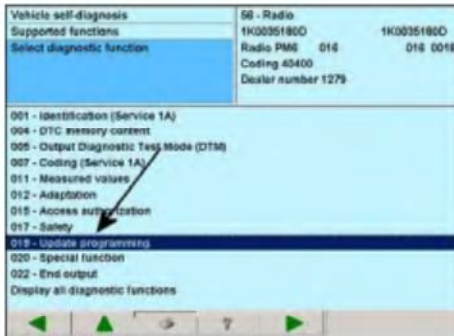 Vehicle self-diagnosis
Supported functions
Select diagnostic function
56 - Radio
1K0035180D 1K0035180D
Radio PM6 016 016 0019
Coding 40400
Dealer number 1279
001 - Identification (Service 1A)
004 - DTC memory content
005 - Output Diagnostic Test Mode (DTM)
007 - Coding (Service 1A)
011 - Measured values
012 - Adaptation
015 - Access authorization
017 - Safety
019 - Update programming
020 - Special function
022 - End output
Display all diagnostic functions
?